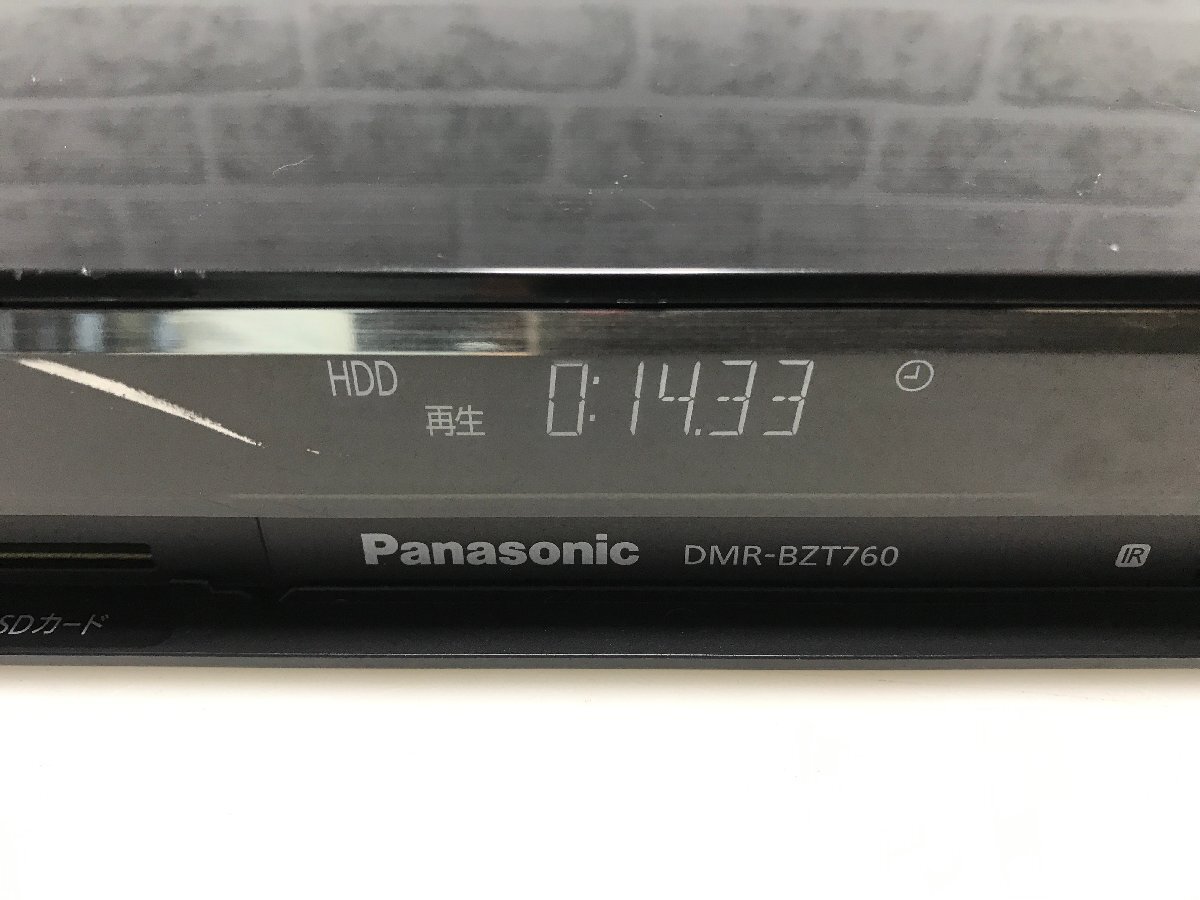 HDD
再生 0:14.33
Panasonic DMR-BZT760 IR
SDカード